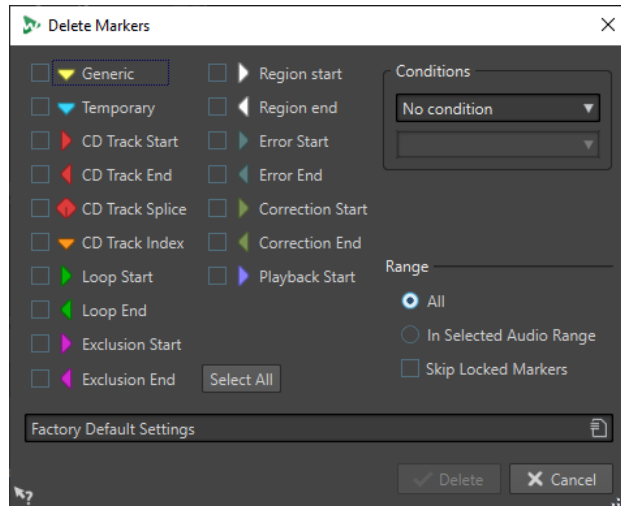 Delete Markers
Generic
Temporary
CD Track Start
CD Track End
CD Track Splice
CD Track Index
Loop Start
Loop End
Exclusion Start
Exclusion End
Region start
Region end
Error Start
Error End
Correction Start
Correction End
Playback Start
Select All
Conditions
No condition
Range
All
In Selected Audio Range
Skip Locked Markers
Factory Default Settings
Delete
Cancel
?